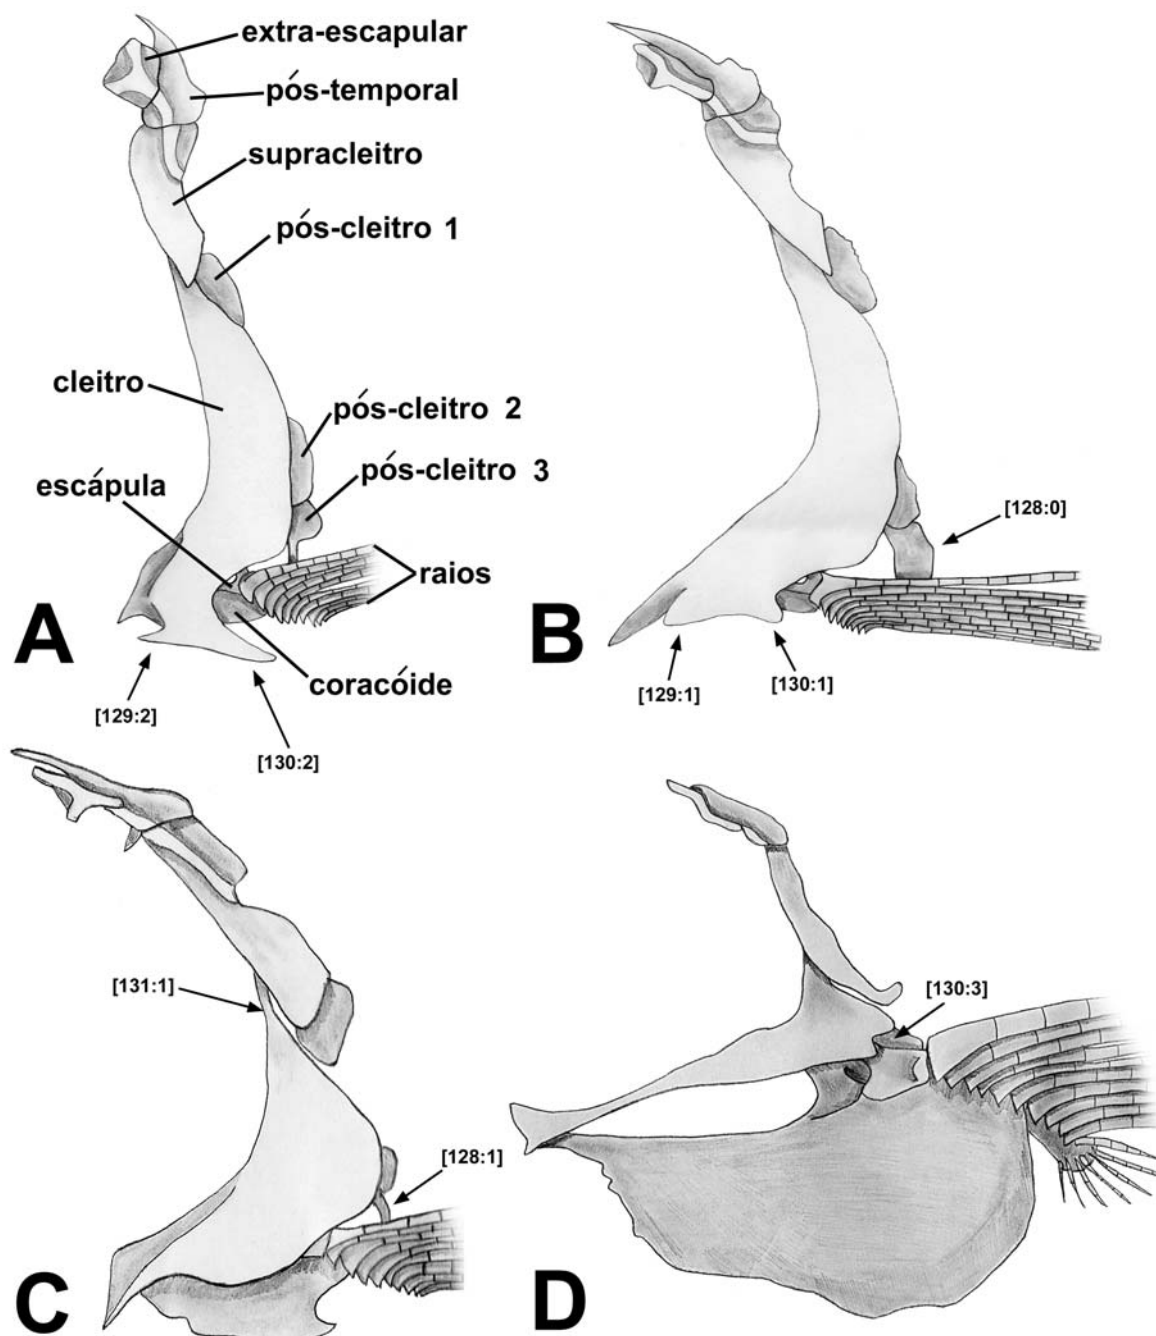 extra-escapular
pós-temporal
supracleitro
pós-cleitro 1
cleitro
pós-cleitro 2
pós-cleitro 3
escápula
raios
coracóide
A
[129:2]
[130:2]
[128:0]
B
[129:1]
[130:1]
[131:1]
[128:1]
C
[130:3]
D